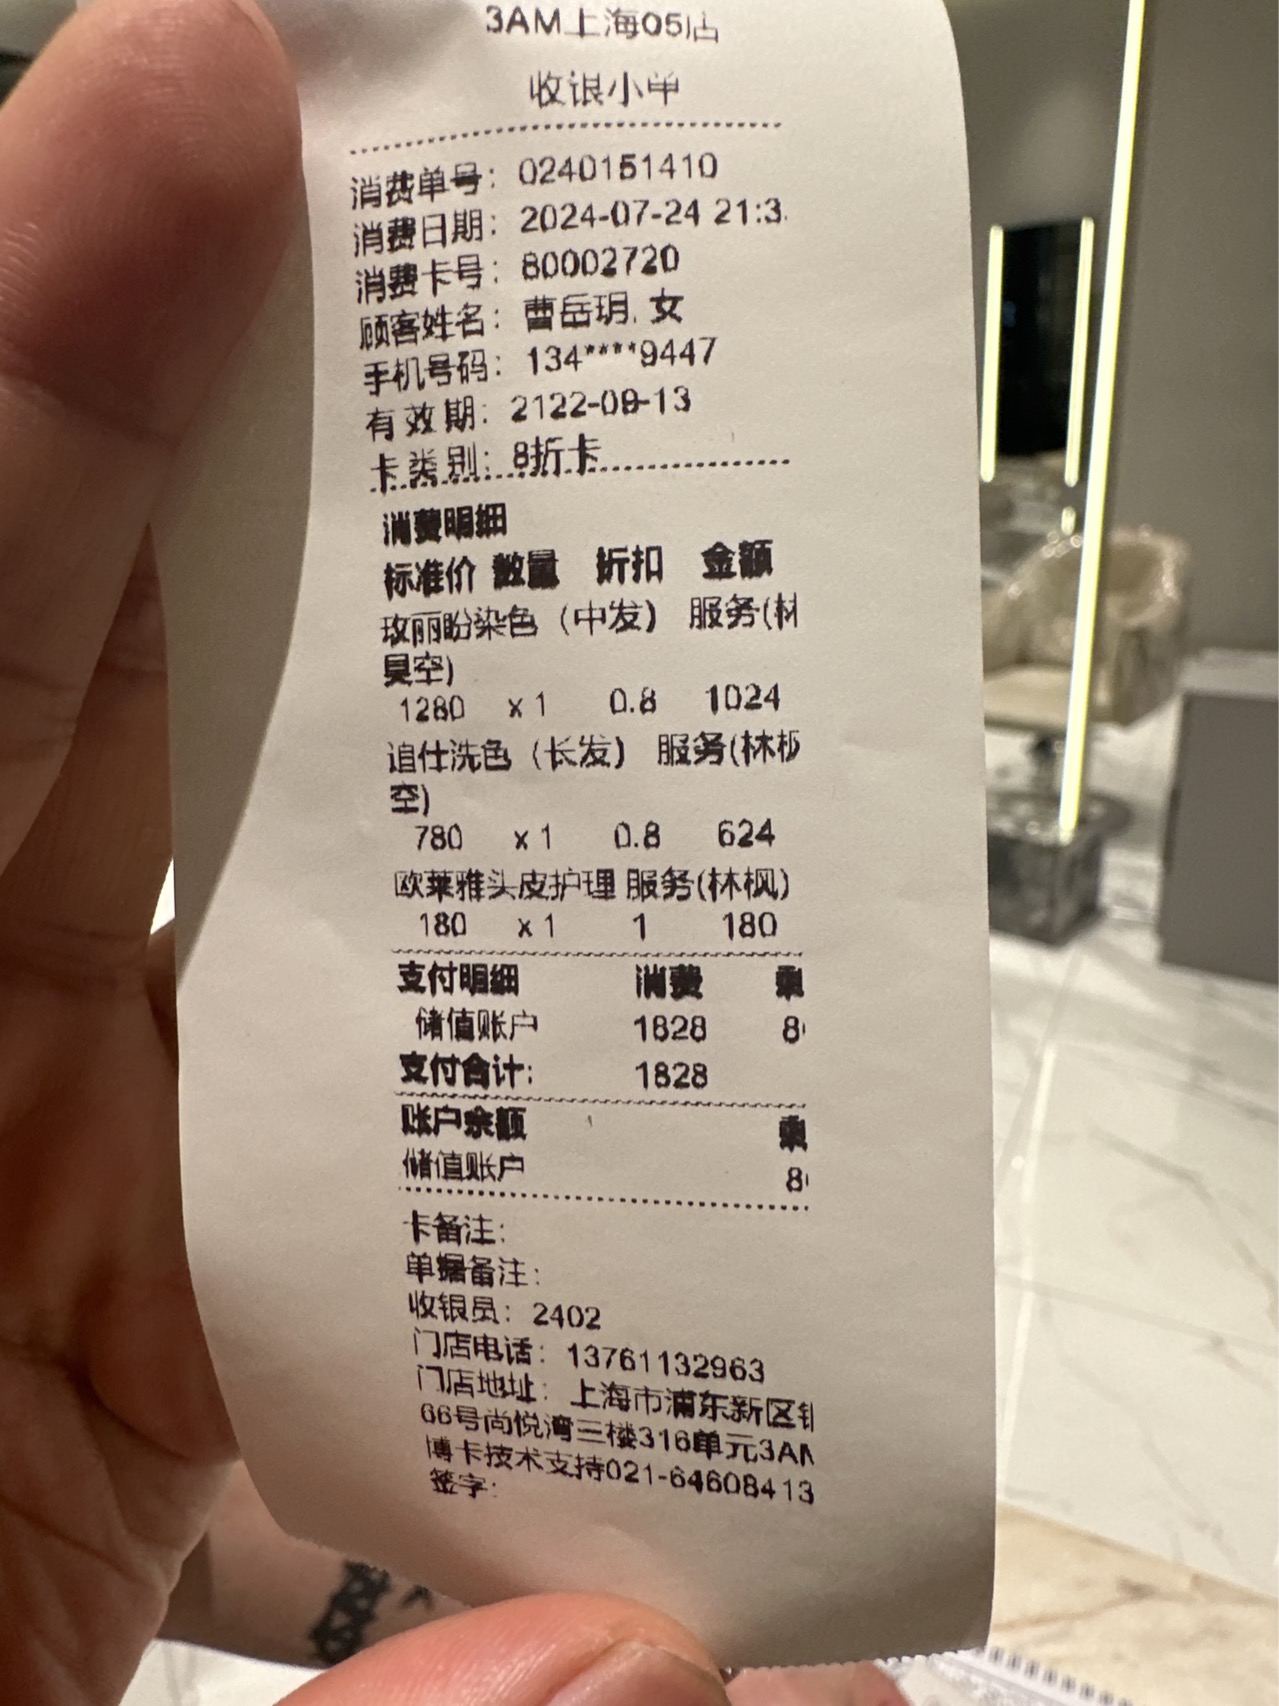 3AM上海05店
收银小单
消费单号：0240151410
消费日期：2024-07-24 21:3
消费卡号：80002720
顾客姓名：曹岳玥,女
手机号码：134****9447
有效期：2122-09-13
卡类别：8折卡
消费明细
标准价 数量 折扣 金额
玫丽盼染色（中发） 服务(林
昊空)
1280 x1 0.8 1024
追仕洗色（长发） 服务(林枫
空)
780 x1 0.8 624
欧莱雅头皮护理 服务(林枫)
180 x1 1 180
支付明细 消费 剩
储值账户 1828 8
支付合计： 1828
账户余额 剩
储值账户 8
卡备注：
单据备注：
收银员：2402
门店电话：13761132963
门店地址：上海市浦东新区
66号尚悦湾三楼316单元3AM
博卡技术支持021-64608413
签字：